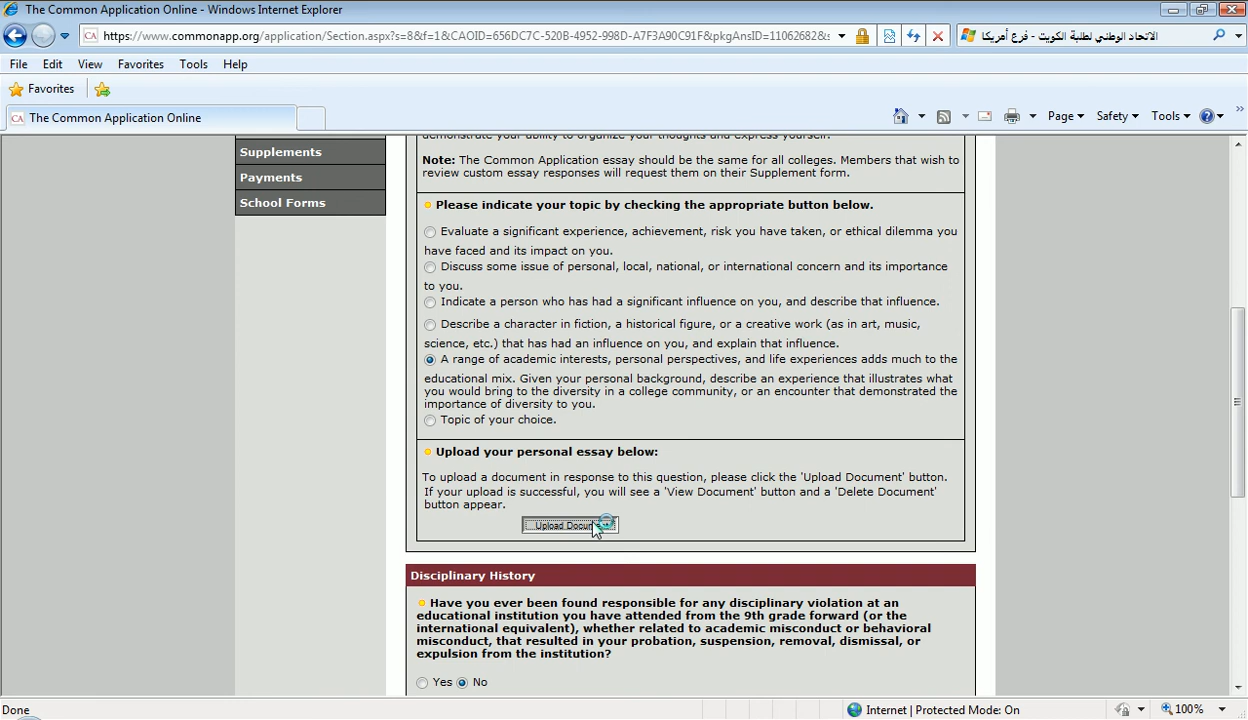 The Common Application Online - Windows Internet Explorer
CA https://www.commonapp.org/application/Section.aspx?s=8&f=1&CAOID=656DC7C-520B-4952-998D-A7F3A90C91F&pkgAnsID=11062682&s
الاتحاد الوطني لطلبة الكويت - فرع أمريكا
File Edit View Favorites Tools Help
Favorites
CA The Common Application Online
Page Safety Tools
demonstrate your ability to organize your thoughts and express yourself.
Supplements
Payments
School Forms
Note: The Common Application essay should be the same for all colleges. Members that wish to
review custom essay responses will request them on their Supplement form.
Please indicate your topic by checking the appropriate button below.
Evaluate a significant experience, achievement, risk you have taken, or ethical dilemma you
have faced and its impact on you.
Discuss some issue of personal, local, national, or international concern and its importance
to you.
Indicate a person who has had a significant influence on you, and describe that influence.
Describe a character in fiction, a historical figure, or a creative work (as in art, music,
science, etc.) that has had an influence on you, and explain that influence.
A range of academic interests, personal perspectives, and life experiences adds much to the
educational mix. Given your personal background, describe an experience that illustrates what
you would bring to the diversity in a college community, or an encounter that demonstrated the
importance of diversity to you.
Topic of your choice.
Upload your personal essay below:
To upload a document in response to this question, please click the 'Upload Document' button.
If your upload is successful, you will see a 'View Document' button and a 'Delete Document'
button appear.
Upload
Disciplinary History
Have you ever been found responsible for any disciplinary violation at an
educational institution you have attended from the 9th grade forward (or the
international equivalent), whether related to academic misconduct or behavioral
misconduct, that resulted in your probation, suspension, removal, dismissal, or
expulsion from the institution?
Yes No
Done
Internet | Protected Mode: On
100%